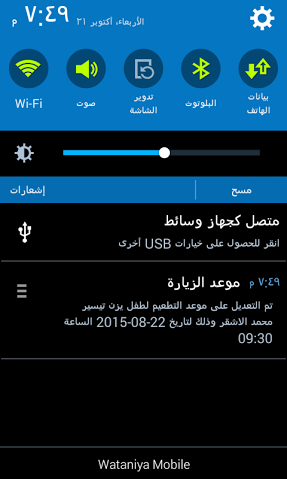 م ٧:٤٩
الأربعاء، أكتوبر ٢١
Wi-Fi
صوت
تدوير الشاشة
البلوتوث
بيانات الهاتف
إشعارات
مسح
متصل كجهاز وسائط
انقر للحصول على خيارات USB أخرى
موعد الزيارة
٧:٤٩ م
تم التعديل على موعد التطعيم لطفل يزن تيسير
محمد الاشقر وذلك لتاريخ 22-08-2015 الساعة
09:30
Wataniya Mobile